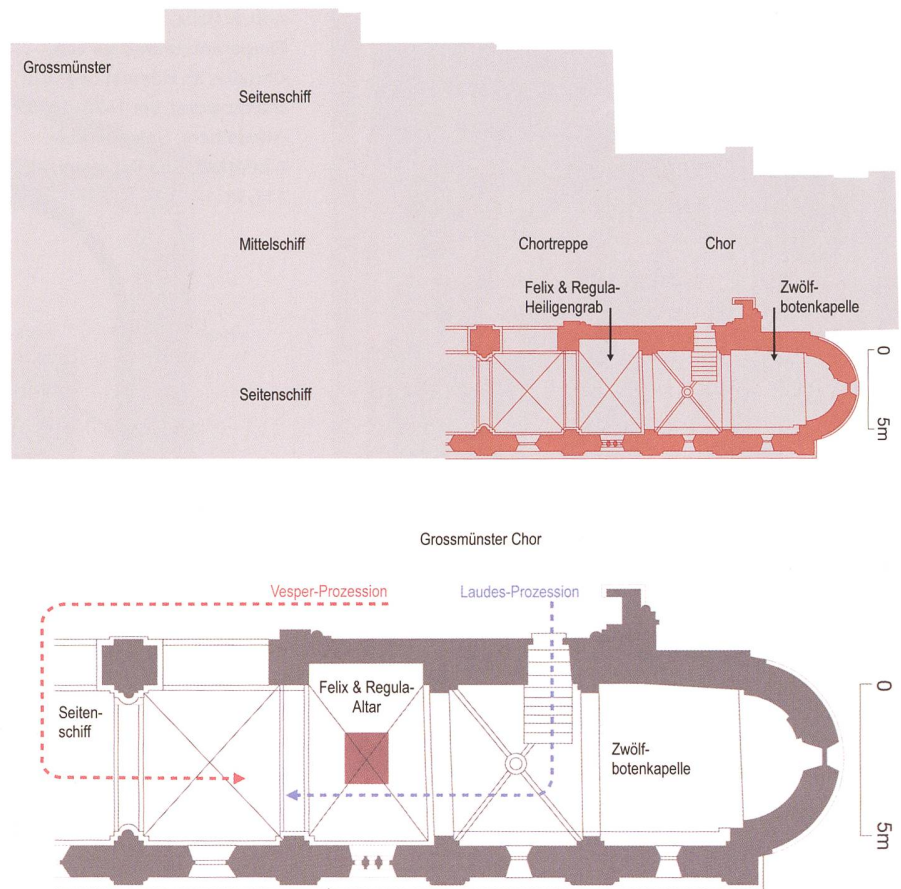 Grossmünster
Seitenschiff
Mittelschiff
Chortreppe
Chor
Felix & Regula-
Heiligengrab
Zwölf-
botenkapelle
Seitenschiff
0
5m
Grossmünster Chor
Vesper-Prozession
Laudes-Prozession
Felix & Regula-
Altar
Seiten-
schiff
Zwölf-
botenkapelle
0
5m